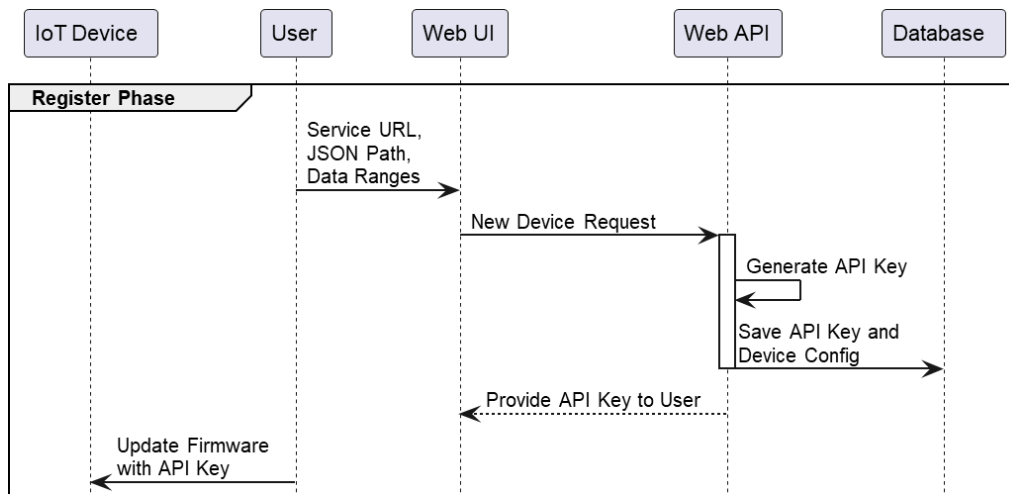 IoT Device
User
Web UI
Web API
Database
Register Phase
Service URL,
JSON Path,
Data Ranges
New Device Request
Generate API Key
Save API Key and
Device Config
Provide API Key to User
Update Firmware
with API Key